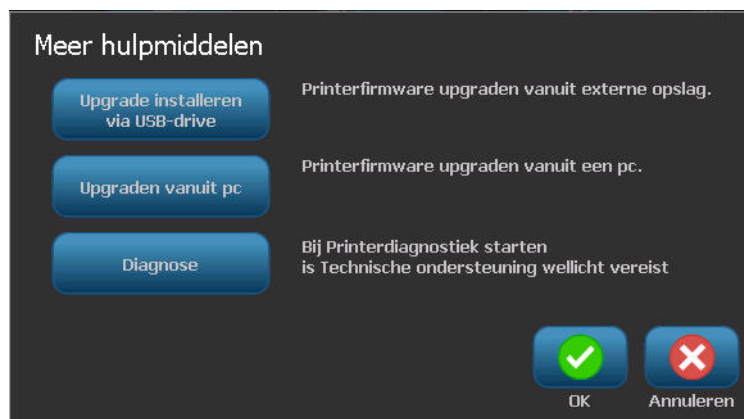 Meer hulpmiddelen
Upgrade installeren
via USB-drive
Printerfirmware upgraden vanuit externe opslag.
Upgraden vanuit pc
Printerfirmware upgraden vanuit een pc.
Diagnose
Bij Printerdiagnostiek starten
is Technische ondersteuning wellicht vereist
OK
Annuleren